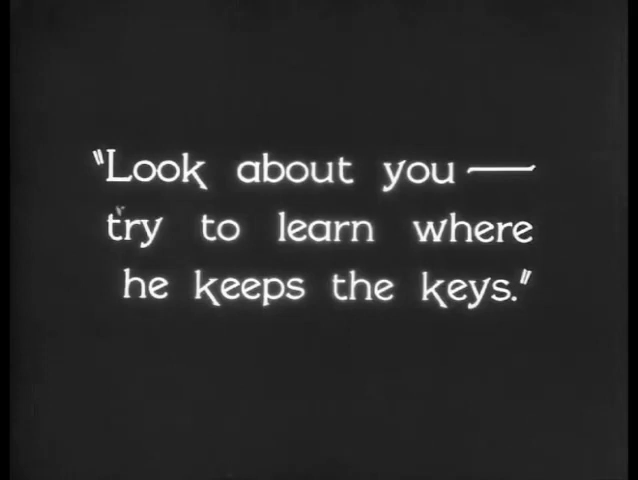 "Look about you —
try to learn where
he keeps the keys."